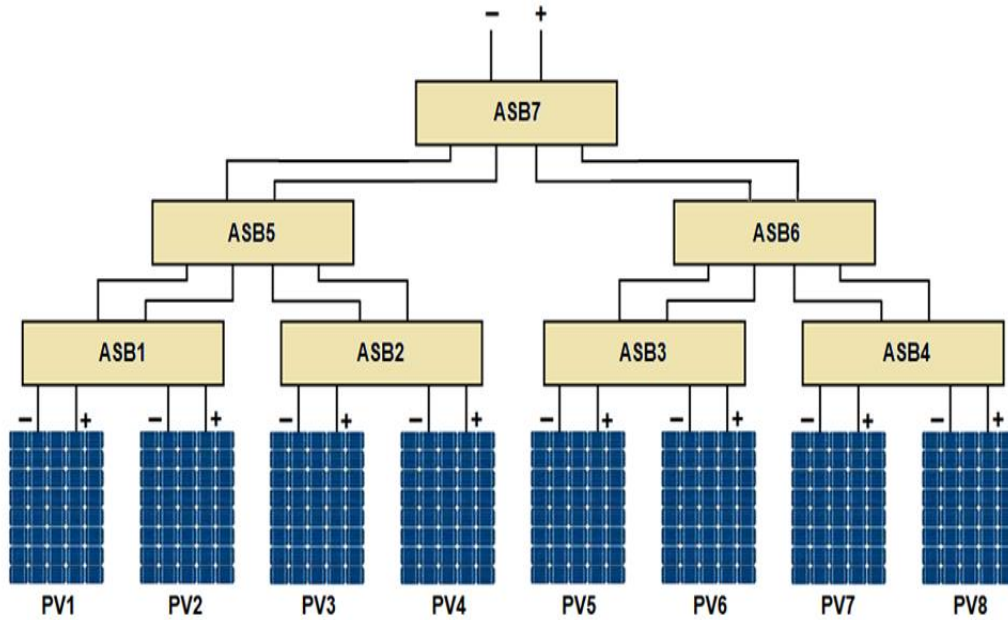 − +
ASB7
ASB5 ASB6
ASB1 ASB2 ASB3 ASB4
− + − + − + − + − + − + − + − +
PV1 PV2 PV3 PV4 PV5 PV6 PV7 PV8